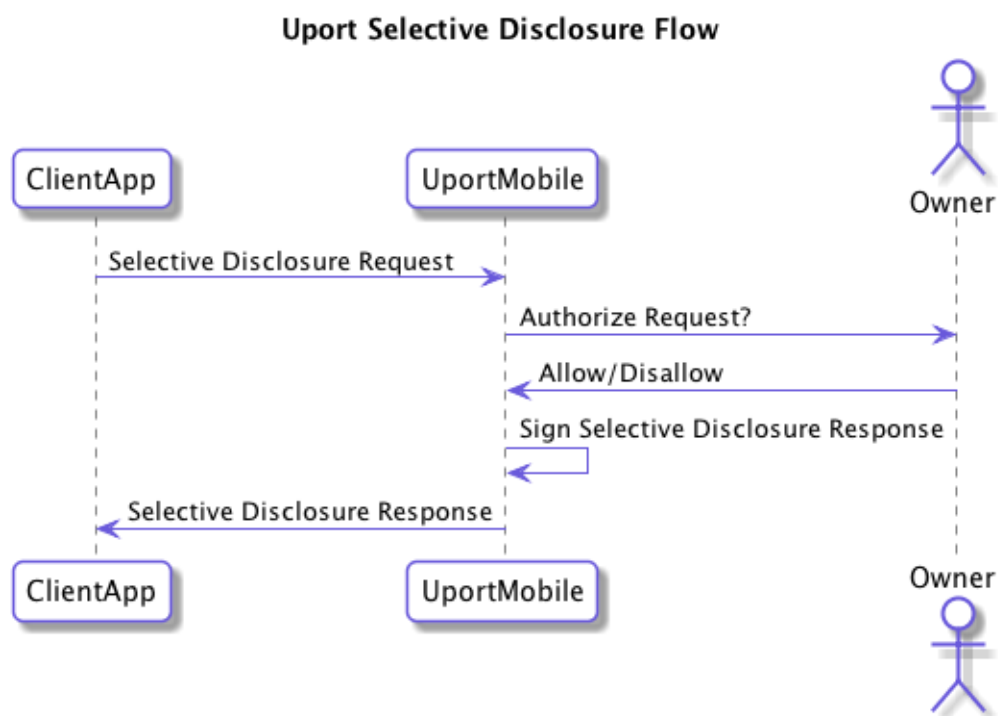 Uport Selective Disclosure Flow
Owner
ClientApp
UportMobile
Selective Disclosure Request
Authorize Request?
Allow/Disallow
Sign Selective Disclosure Response
Selective Disclosure Response
ClientApp
UportMobile
Owner